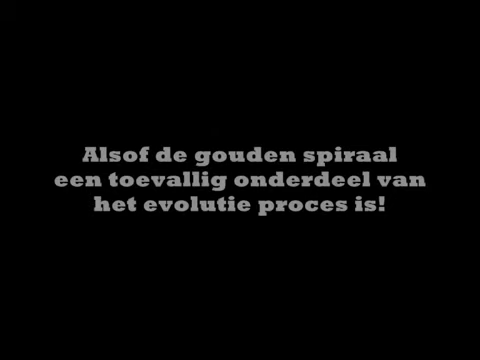 Alsof de gouden spiraal
een toevallig onderdeel van
het evolutie proces is!